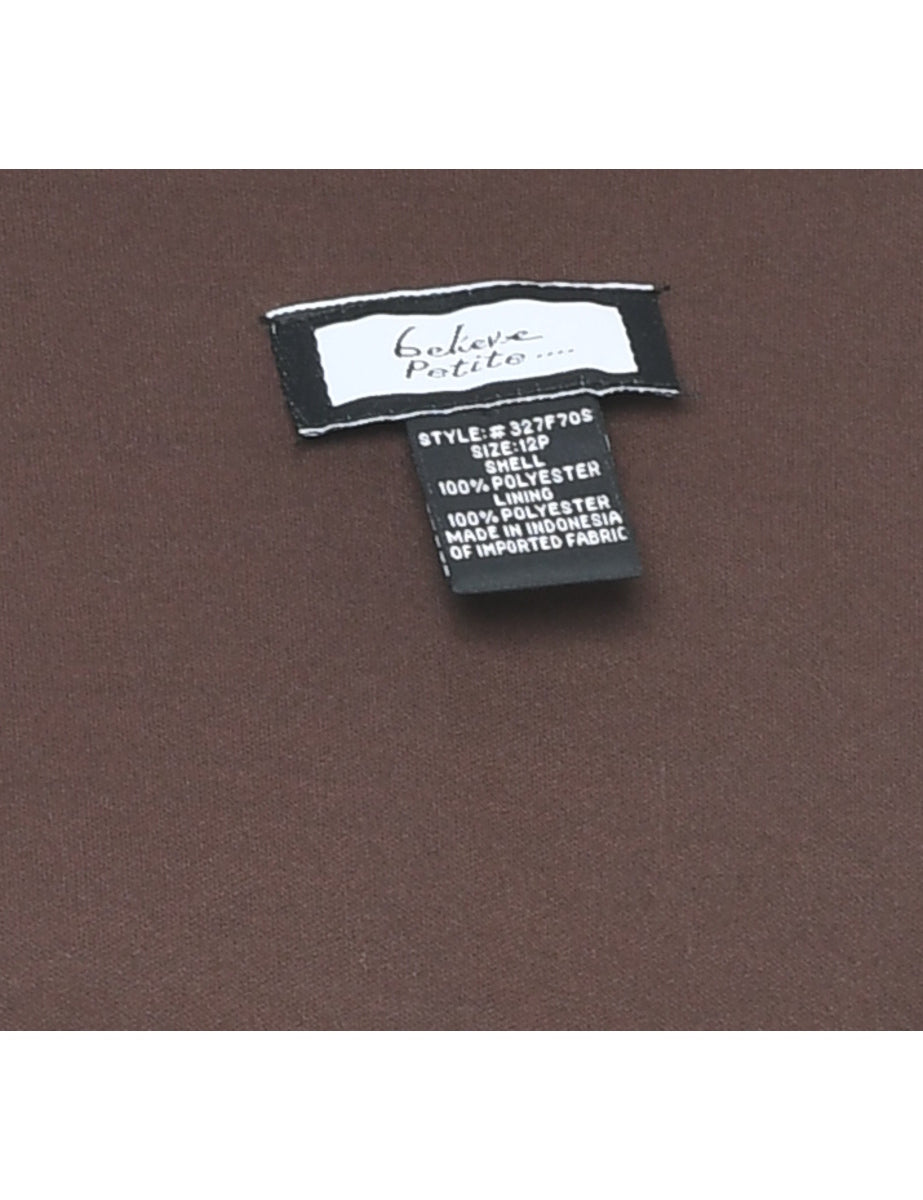 believe
Petite....
STYLE:#327F70S
SIZE:12P
SHELL
100% POLYESTER
LINING
100% POLYESTER
MADE IN INDONESIA
OF IMPORTED FABRIC